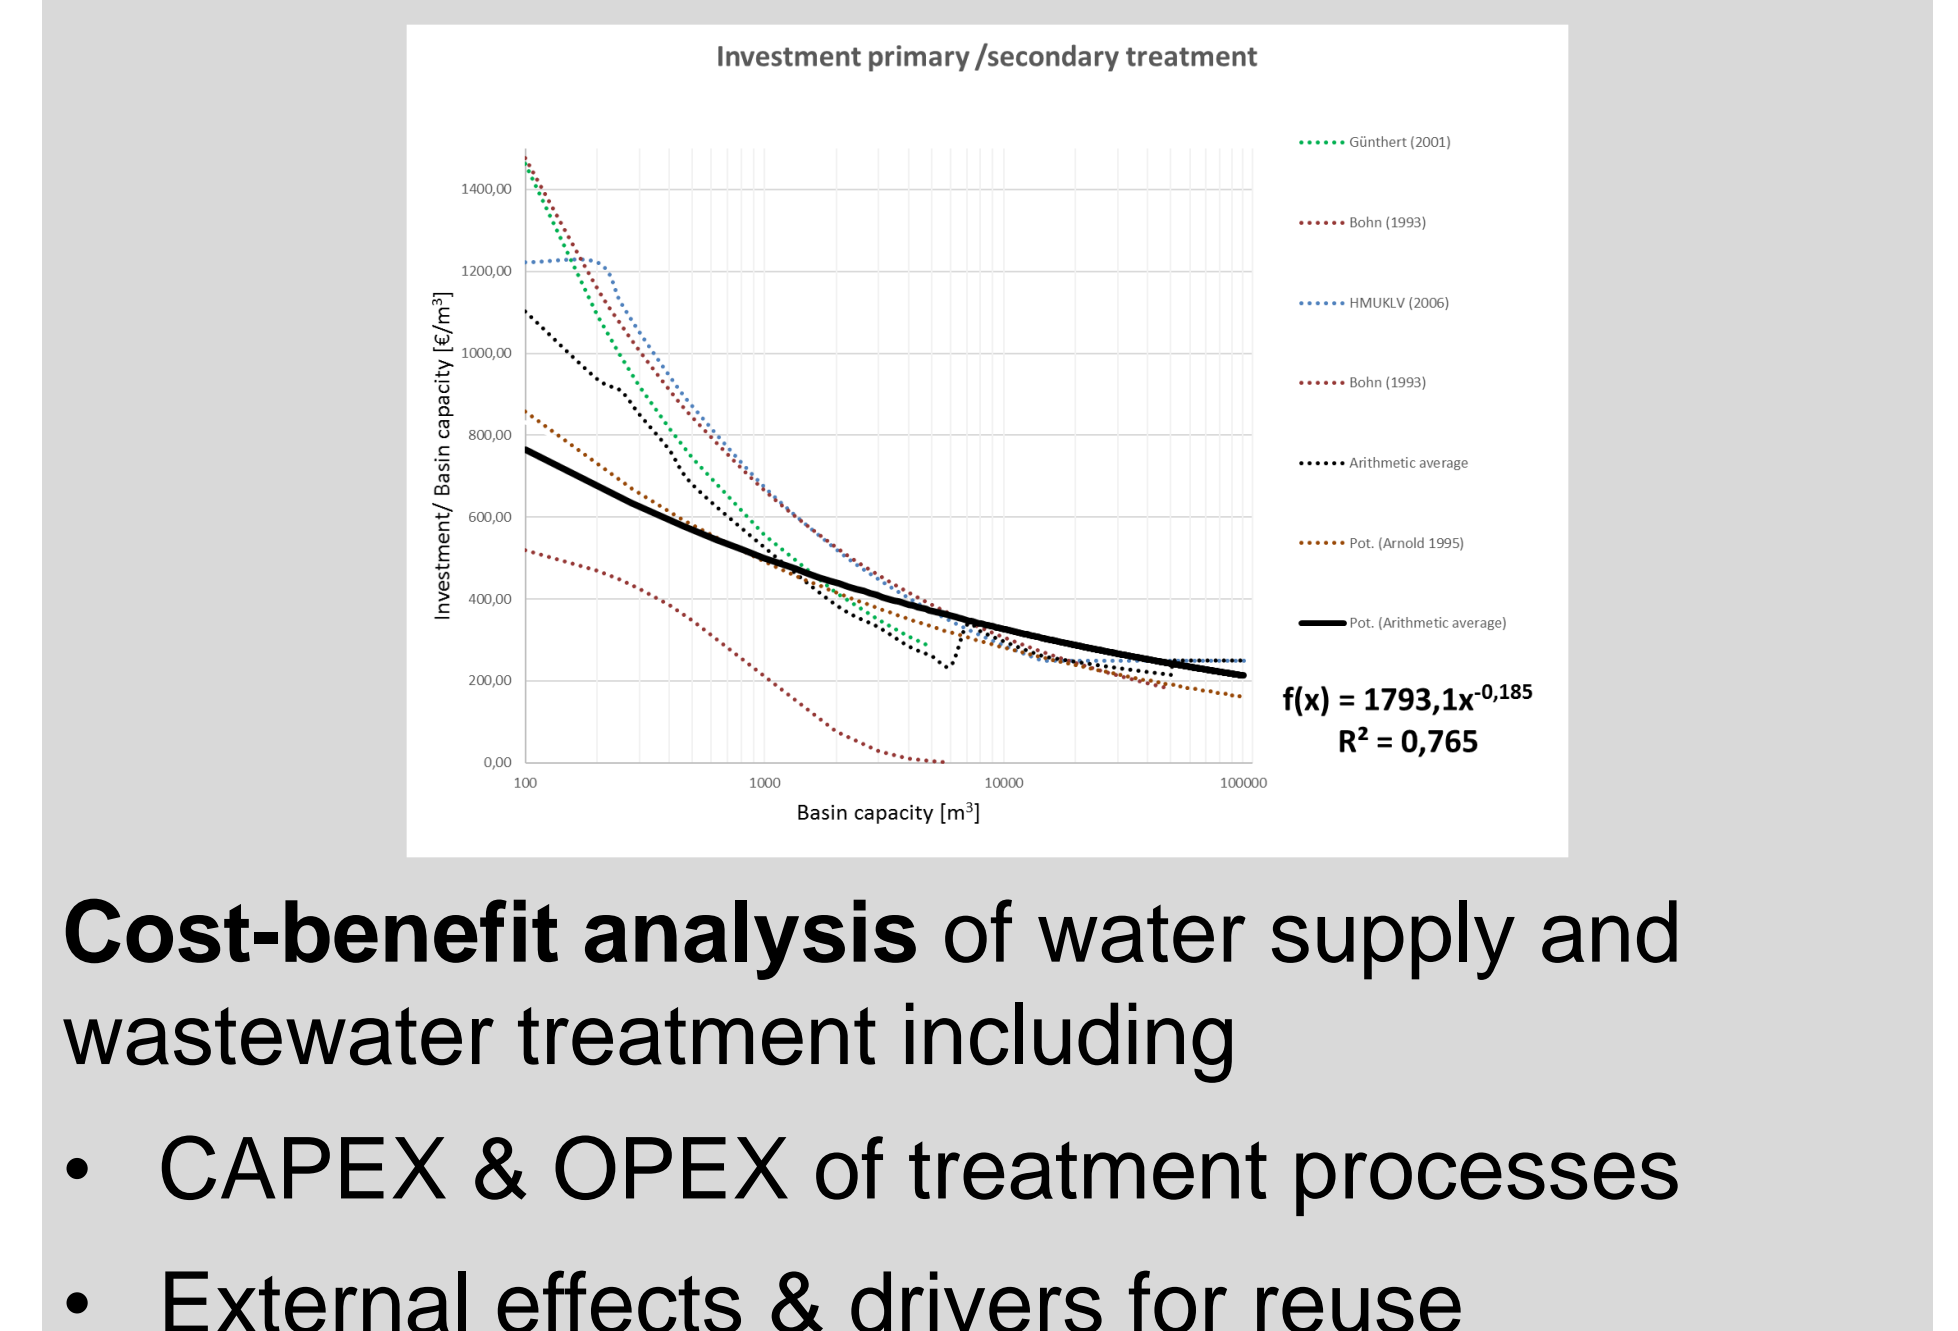 Investment primary /secondary treatment
Günthert (2001)
Bohn (1993)
HMUKLV (2006)
Bohn (1993)
Arithmetic average
Pot. (Arnold 1995)
Pot. (Arithmetic average)
f(x) = 1793,1x^-0,185
R² = 0,765
Investment/ Basin capacity [€/m³]
1400,00
1200,00
1000,00
800,00
600,00
400,00
200,00
0,00
100 1000 10000 100000
Basin capacity [m³]
Cost-benefit analysis of water supply and
wastewater treatment including
• CAPEX & OPEX of treatment processes
• External effects & drivers for reuse